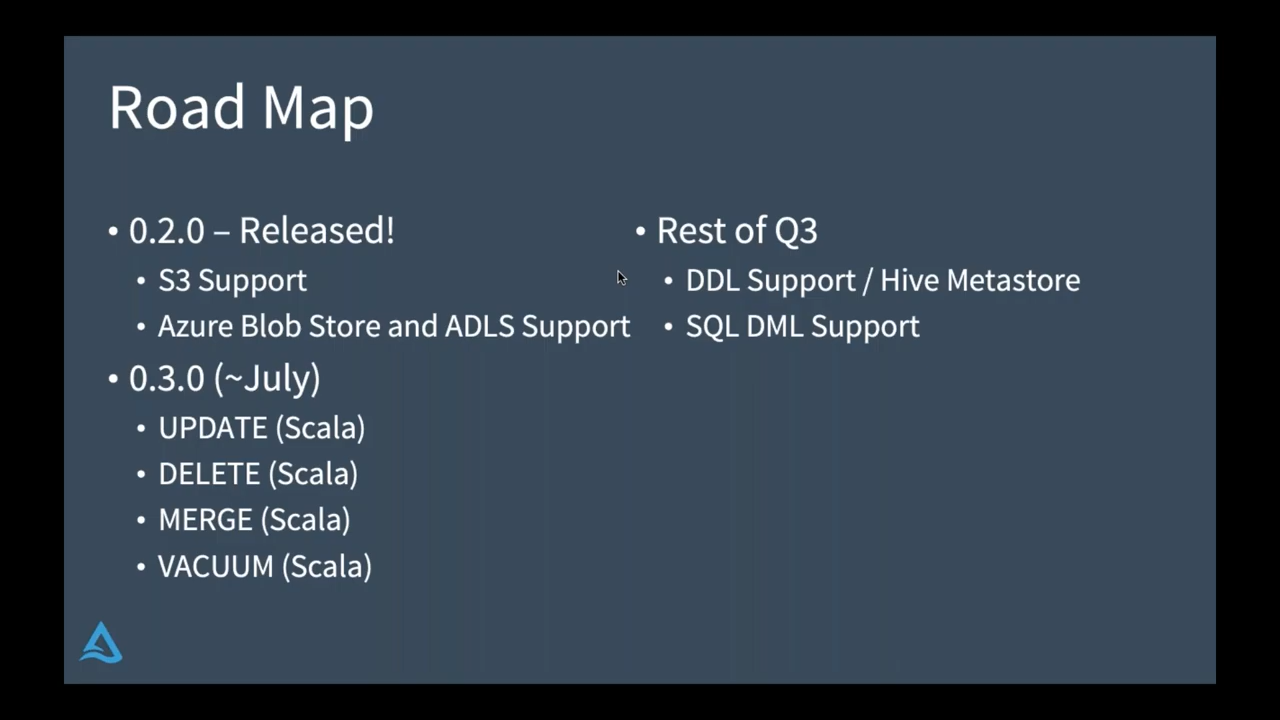 Road Map
• 0.2.0 – Released!
• S3 Support
• Azure Blob Store and ADLS Support
• 0.3.0 (~July)
• UPDATE (Scala)
• DELETE (Scala)
• MERGE (Scala)
• VACUUM (Scala)
• Rest of Q3
• DDL Support / Hive Metastore
• SQL DML Support